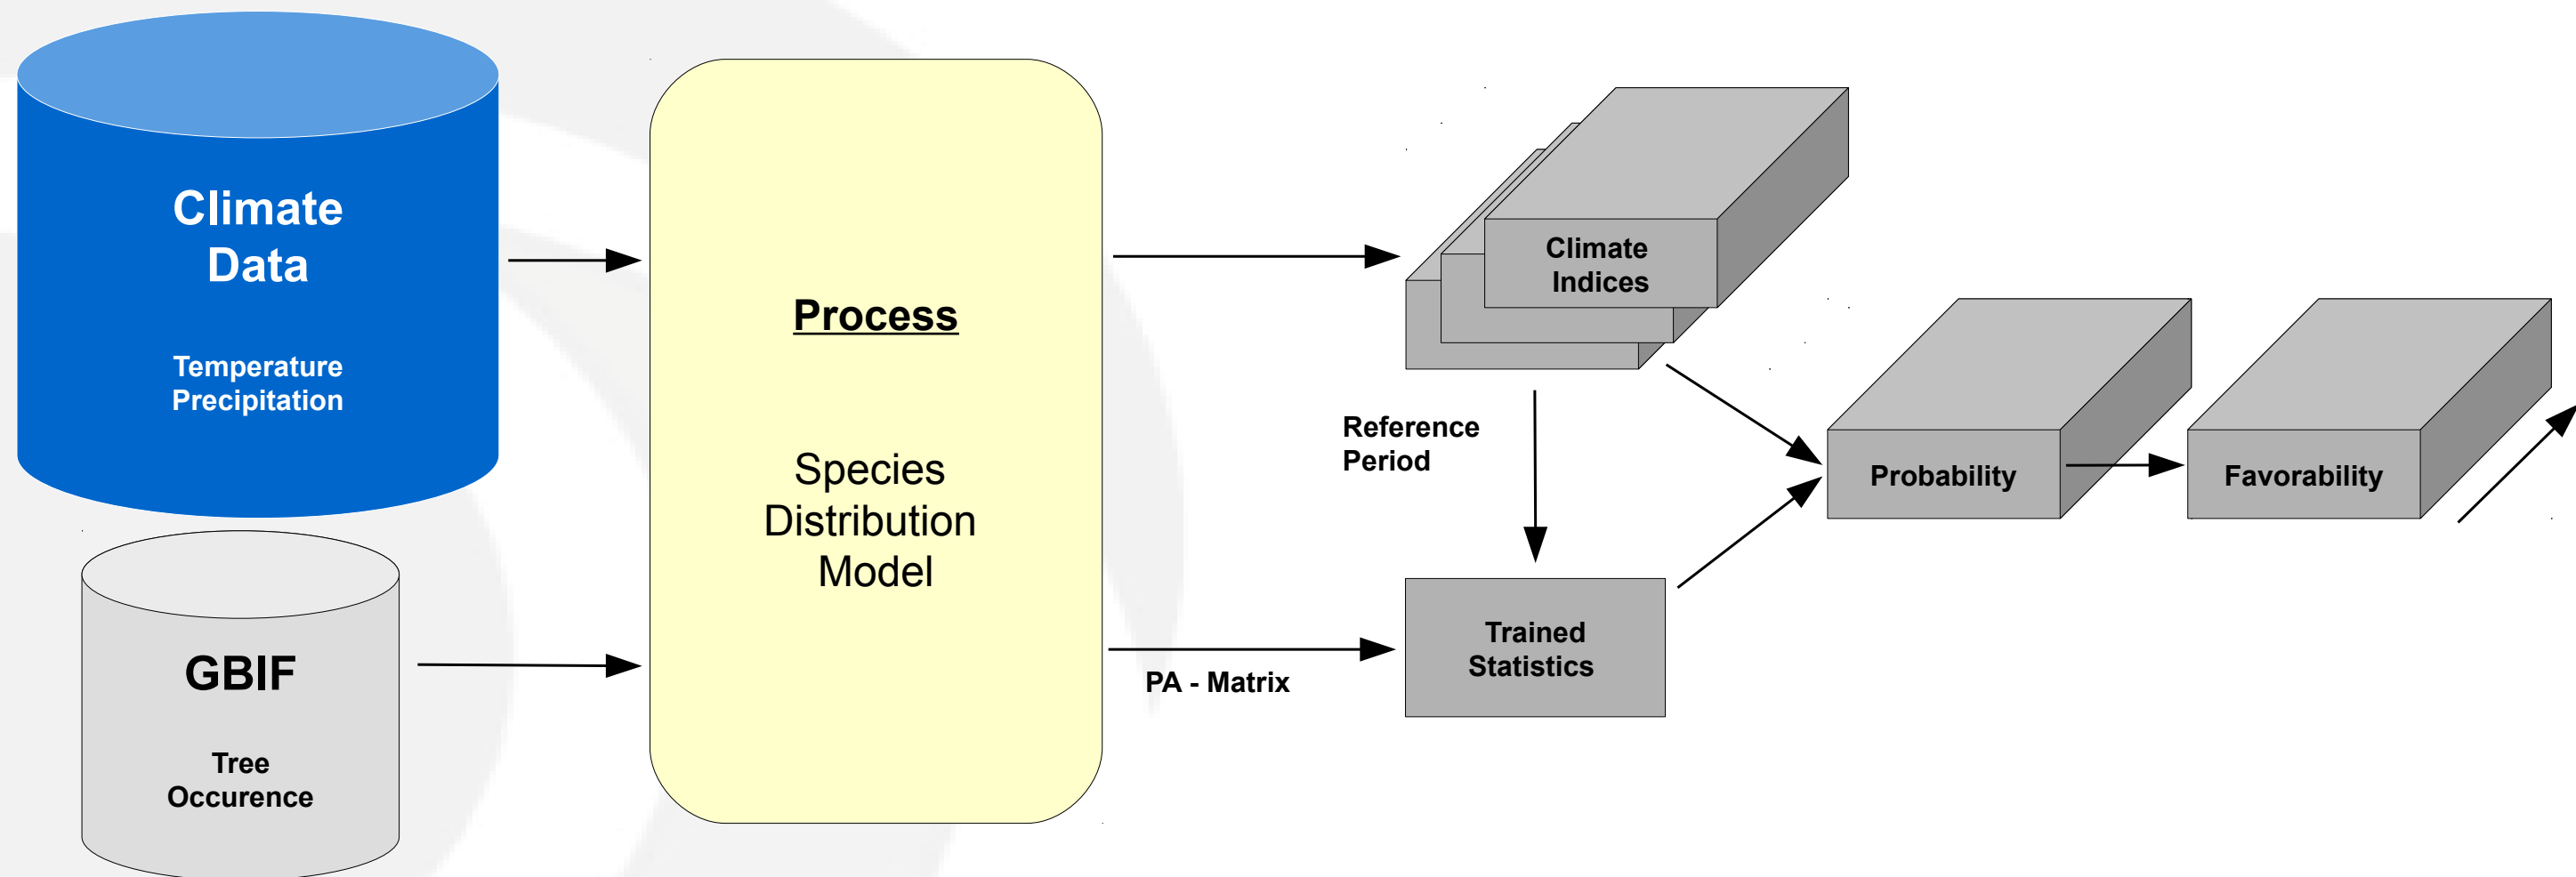 Climate
Data
Temperature
Precipitation
GBIF
Tree
Occurence
Process
Species
Distribution
Model
Climate
Indices
Reference
Period
PA - Matrix
Trained
Statistics
Probability
Favorability